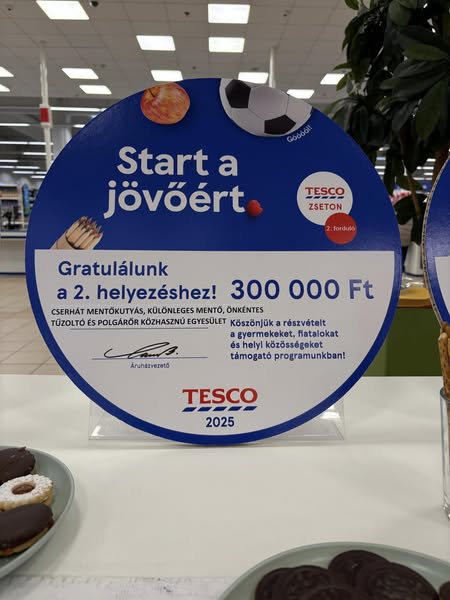 Góóóól!
Start a
jövőért.
TESCO
ZSETON
2. forduló
Gratulálunk
a 2. helyezéshez! 300 000 Ft
CSERHÁT MENTŐKUTYÁS, KÜLÖNLEGES MENTŐ, ÖNKÉNTES
TŰZOLTÓ ÉS POLGÁRŐR KÖZHASZNÚ EGYESÜLET
Köszönjük a részvételt
a gyermekeket, fiatalokat
és helyi közösségeket
támogató programunkban!
Áruházvezető
TESCO
2025